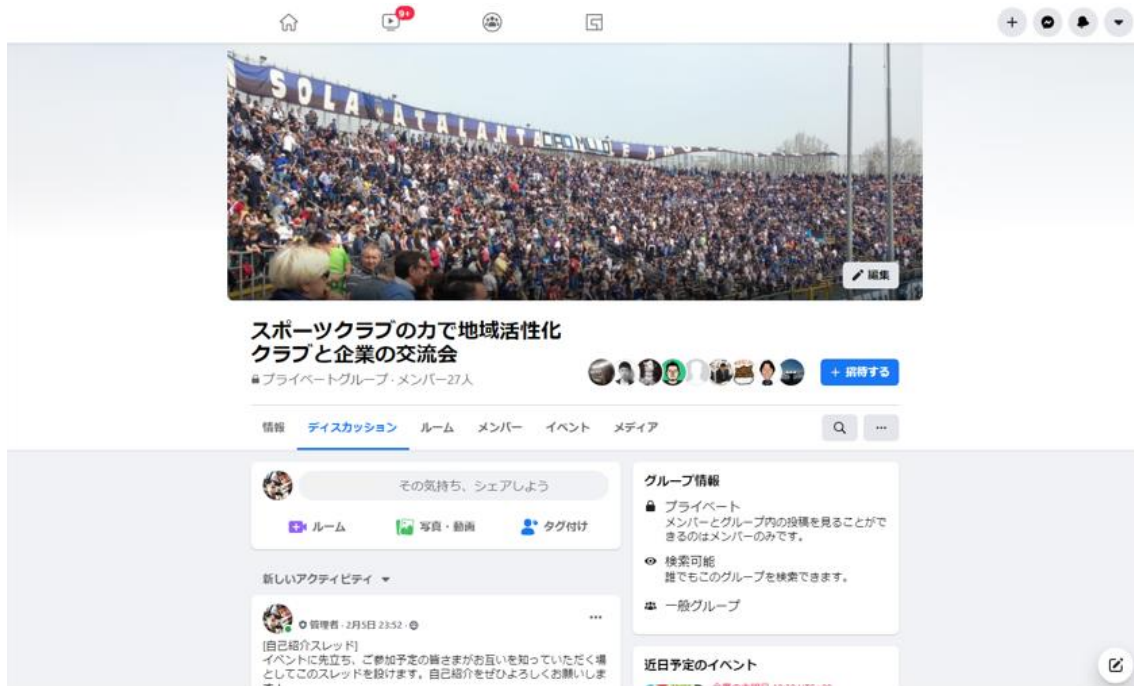 9+
SOLA ATALANTA
編集
スポーツクラブの力で地域活性化
クラブと企業の交流会
プライベートグループ・メンバー27人
+ 招待する
情報 ディスカッション ルーム メンバー イベント メディア
その気持ち、シェアしよう
ルーム 写真・動画 タグ付け
新しいアクティビティ
管理者・2月5日 23:52・
[自己紹介スレッド]
イベントに先立ち、ご参加予定の皆さまがお互いを知っていただく場
としてこのスレッドを設けます。自己紹介をぜひよろしくお願いしま
グループ情報
プライベート
メンバーとグループ内の投稿を見ることがで
きるのはメンバーのみです。
検索可能
誰でもこのグループを検索できます。
一般グループ
近日予定のイベント